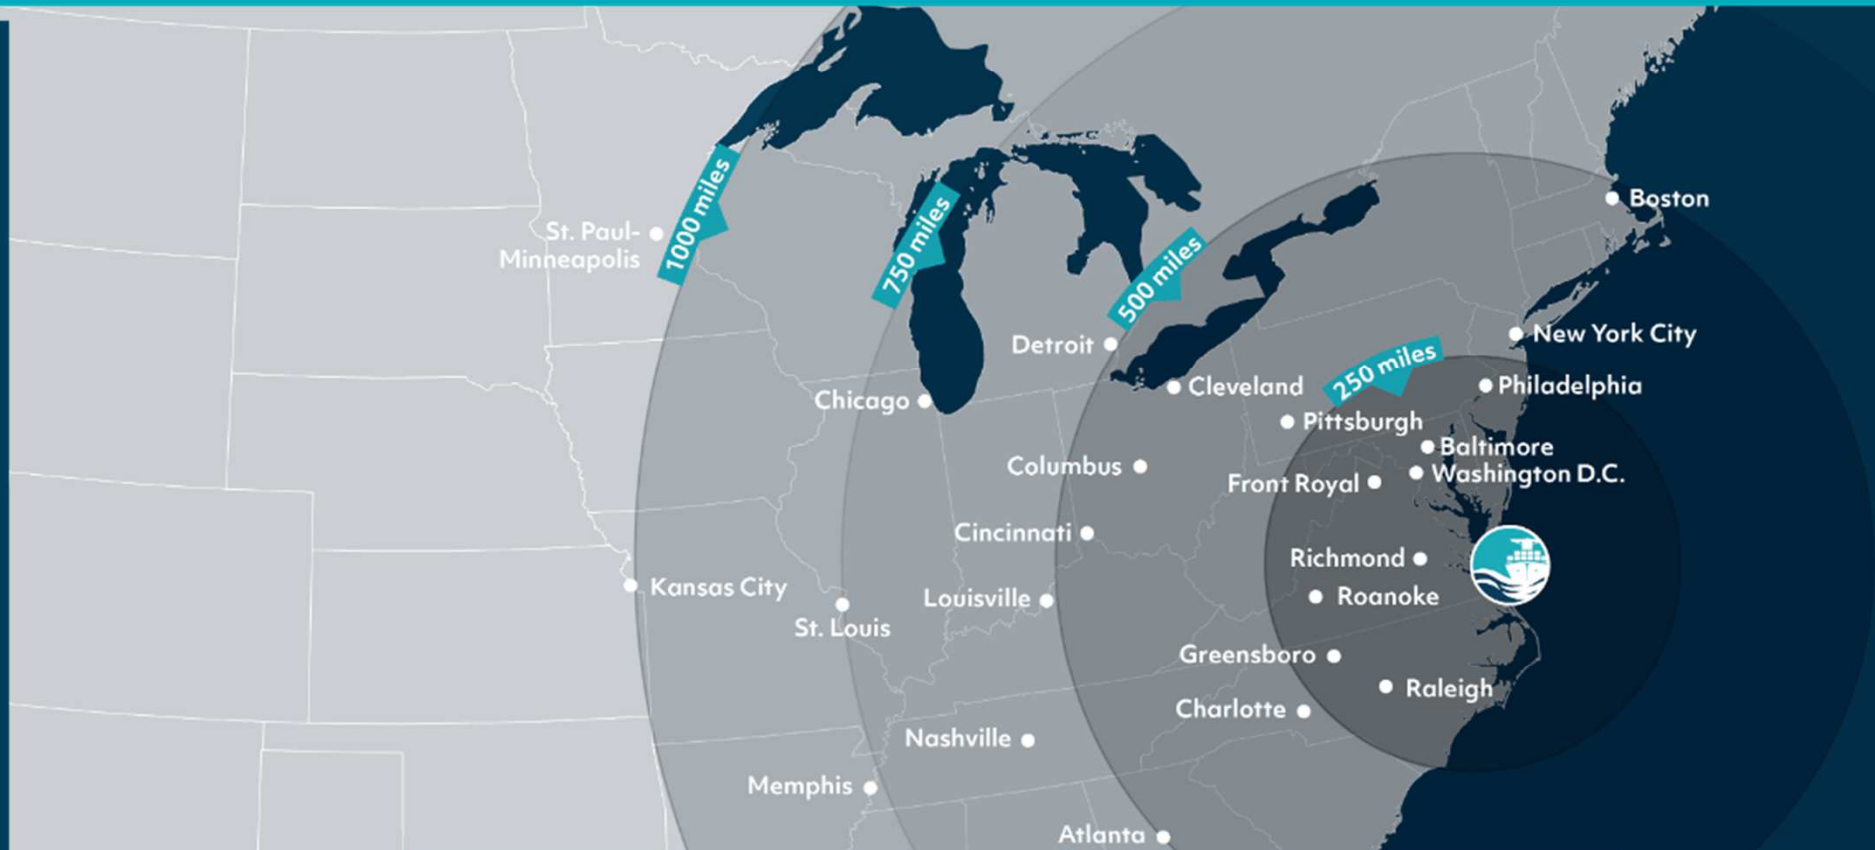 Boston
1000 miles
750 miles
St. Paul-
Minneapolis
500 miles
New York City
Detroit
250 miles
Cleveland
Philadelphia
Chicago
Pittsburgh
Baltimore
Columbus
Washington D.C.
Front Royal
Cincinnati
Richmond
Kansas City
Louisville
Roanoke
St. Louis
Greensboro
Raleigh
Charlotte
Nashville
Memphis
Atlanta